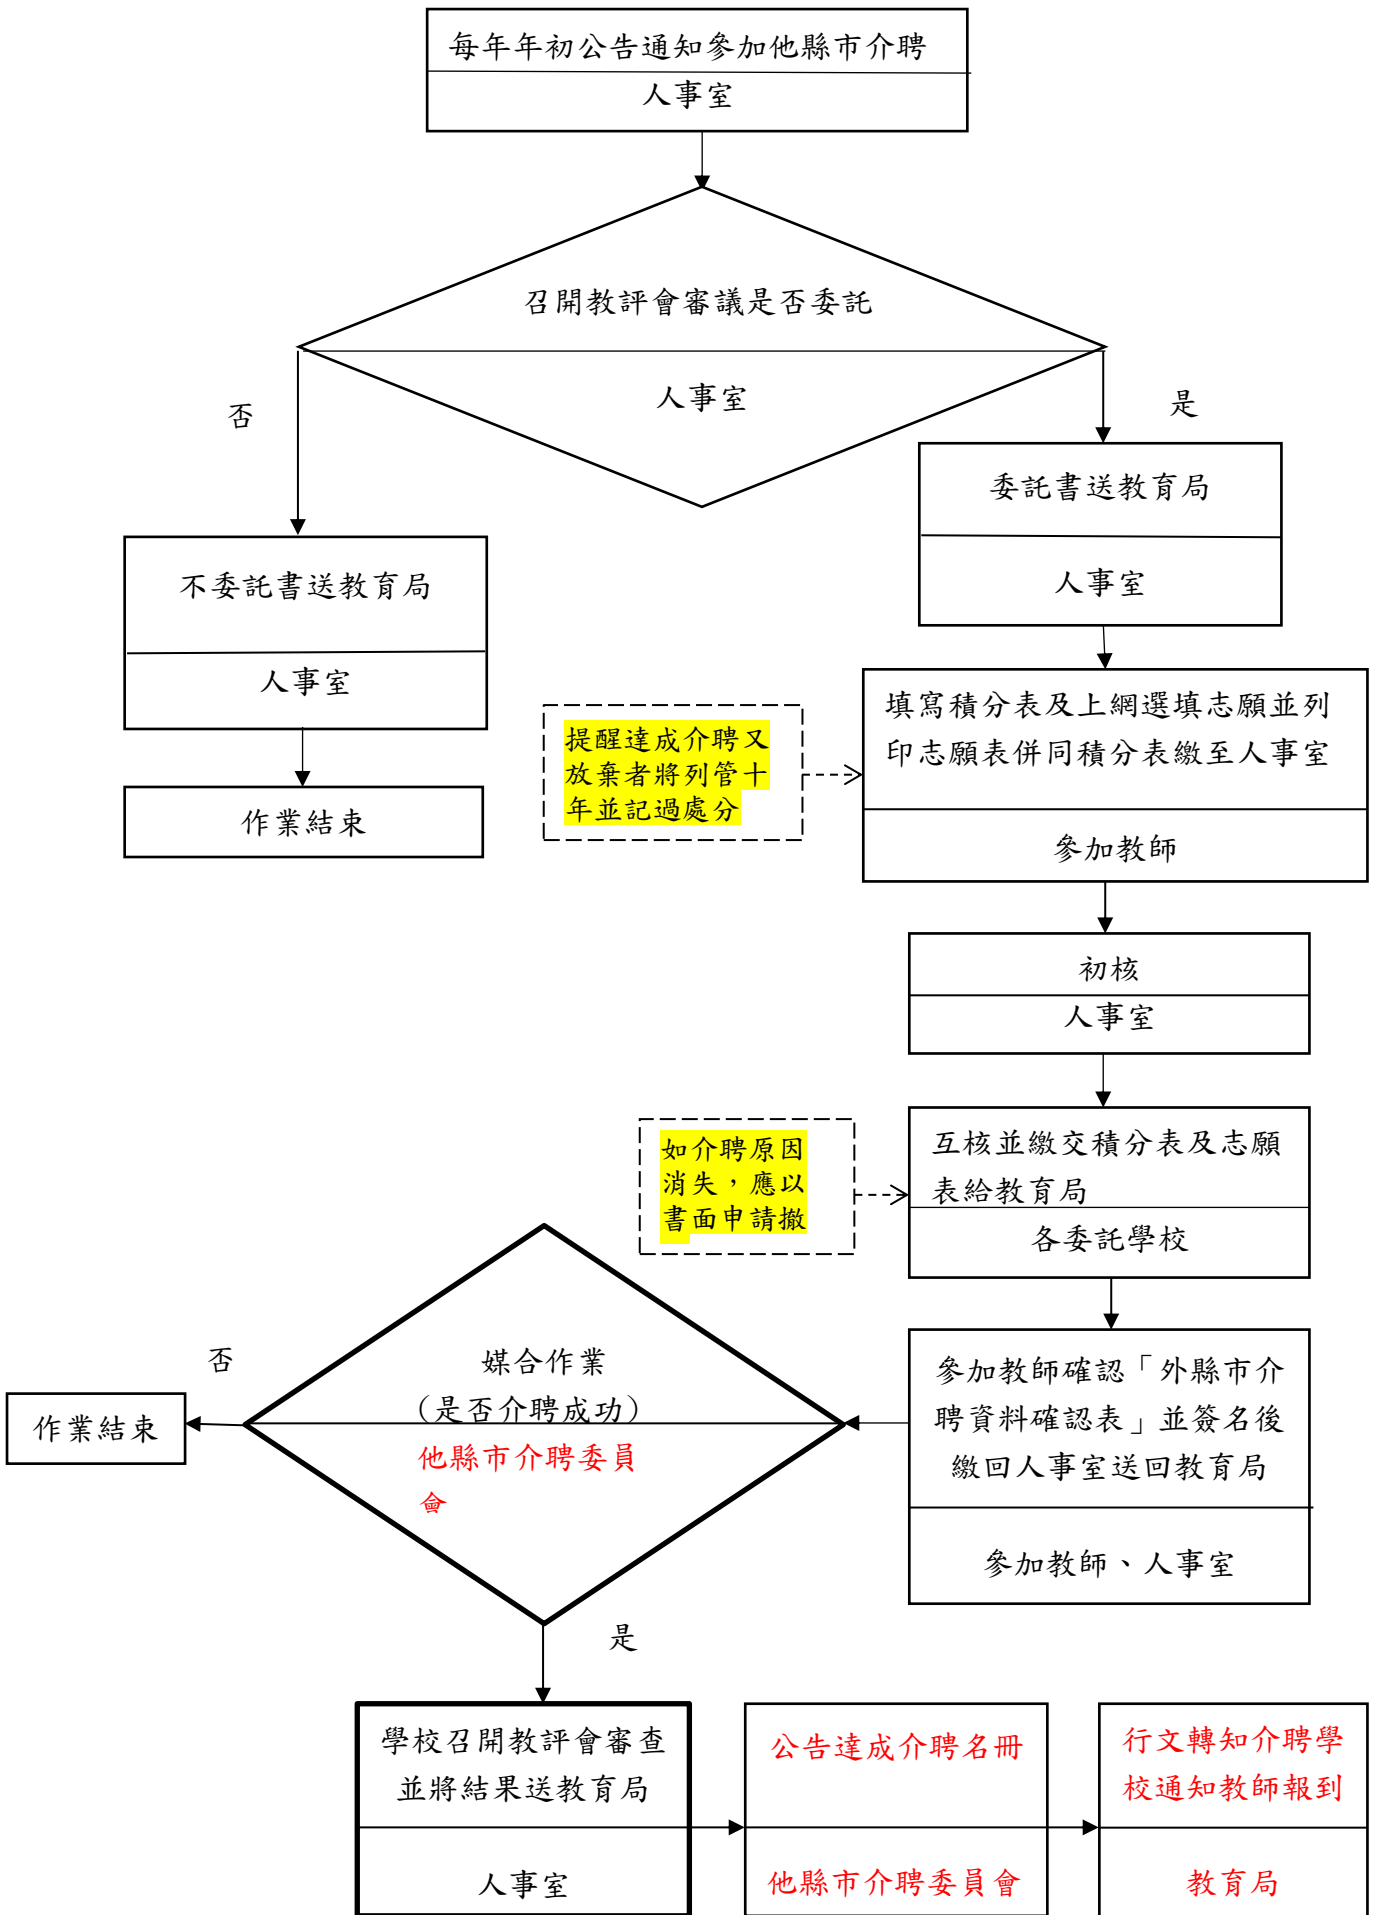 每年年初公告通知參加他縣市介聘
人事室
召開教評會審議是否委託
人事室
否
是
委託書送教育局
人事室
不委託書送教育局
人事室
作業結束
提醒達成介聘又
放棄者將列管十
年並記過處分
填寫積分表及上網選填志願並列
印志願表併同積分表繳至人事室
參加教師
初核
人事室
如介聘原因
消失，應以
書面申請撤
互核並繳交積分表及志願
表給教育局
各委託學校
參加教師確認「外縣市介
聘資料確認表」並簽名後
繳回人事室送回教育局
參加教師、人事室
媒合作業
(是否介聘成功)
他縣市介聘委員
會
否
作業結束
是
學校召開教評會審查
並將結果送教育局
人事室
公告達成介聘名冊
他縣市介聘委員會
行文轉知介聘學
校通知教師報到
教育局